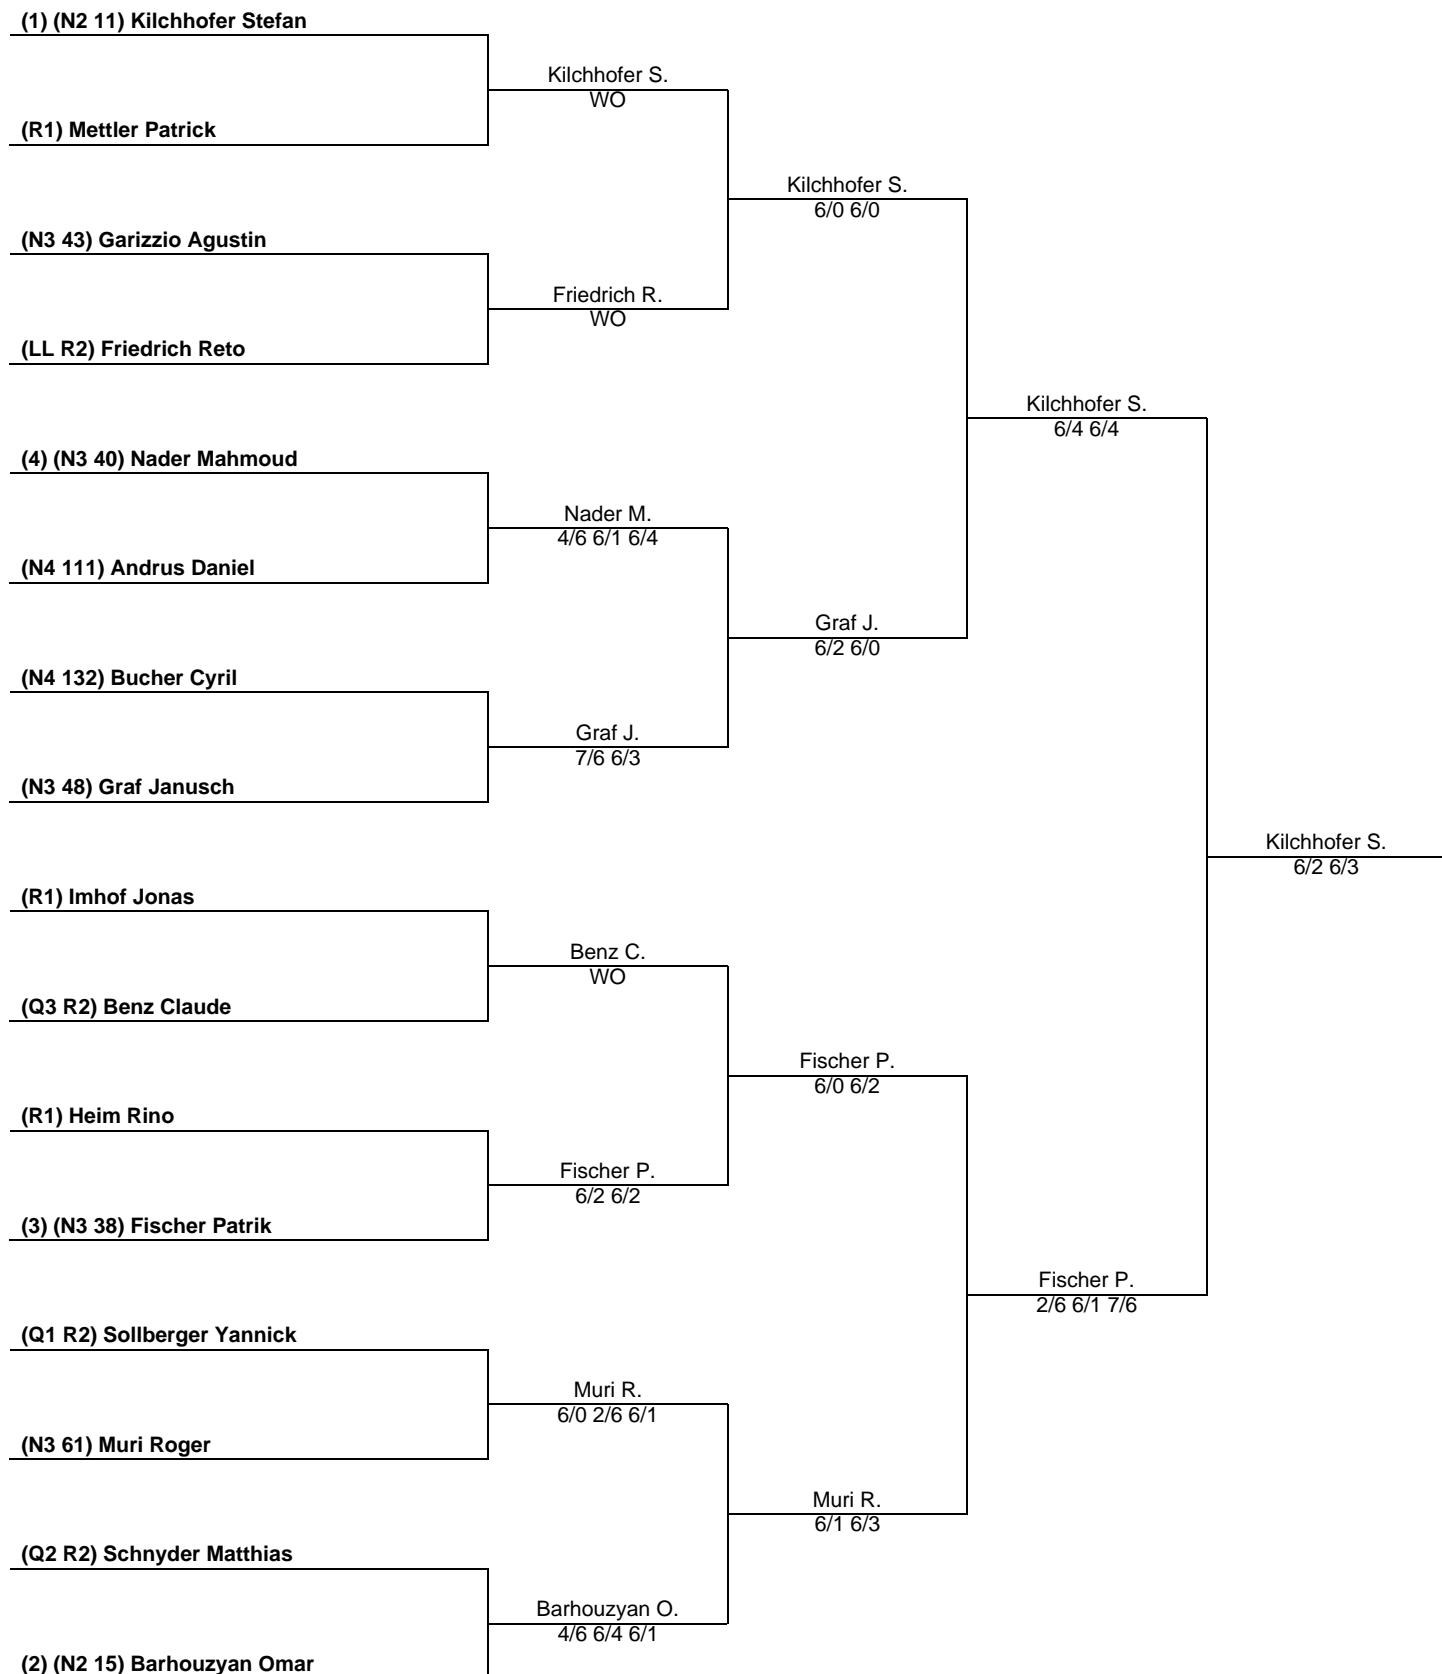 (1) (N2 11) Kilchhofer Stefan
Kilchhofer S.
WO
(R1) Mettler Patrick
Kilchhofer S.
6/0 6/0
(N3 43) Garizzio Agustin
Friedrich R.
WO
(LL R2) Friedrich Reto
Kilchhofer S.
6/4 6/4
(4) (N3 40) Nader Mahmoud
Nader M.
4/6 6/1 6/4
(N4 111) Andrus Daniel
Graf J.
6/2 6/0
(N4 132) Bucher Cyril
Graf J.
7/6 6/3
(N3 48) Graf Janusch
Kilchhofer S.
6/2 6/3
(R1) Imhof Jonas
Benz C.
WO
(Q3 R2) Benz Claude
Fischer P.
6/0 6/2
(R1) Heim Rino
Fischer P.
6/2 6/2
(3) (N3 38) Fischer Patrik
Fischer P.
2/6 6/1 7/6
(Q1 R2) Sollberger Yannick
Muri R.
6/0 2/6 6/1
(N3 61) Muri Roger
Muri R.
6/1 6/3
(Q2 R2) Schnyder Matthias
Barhouzyan O.
4/6 6/4 6/1
(2) (N2 15) Barhouzyan Omar